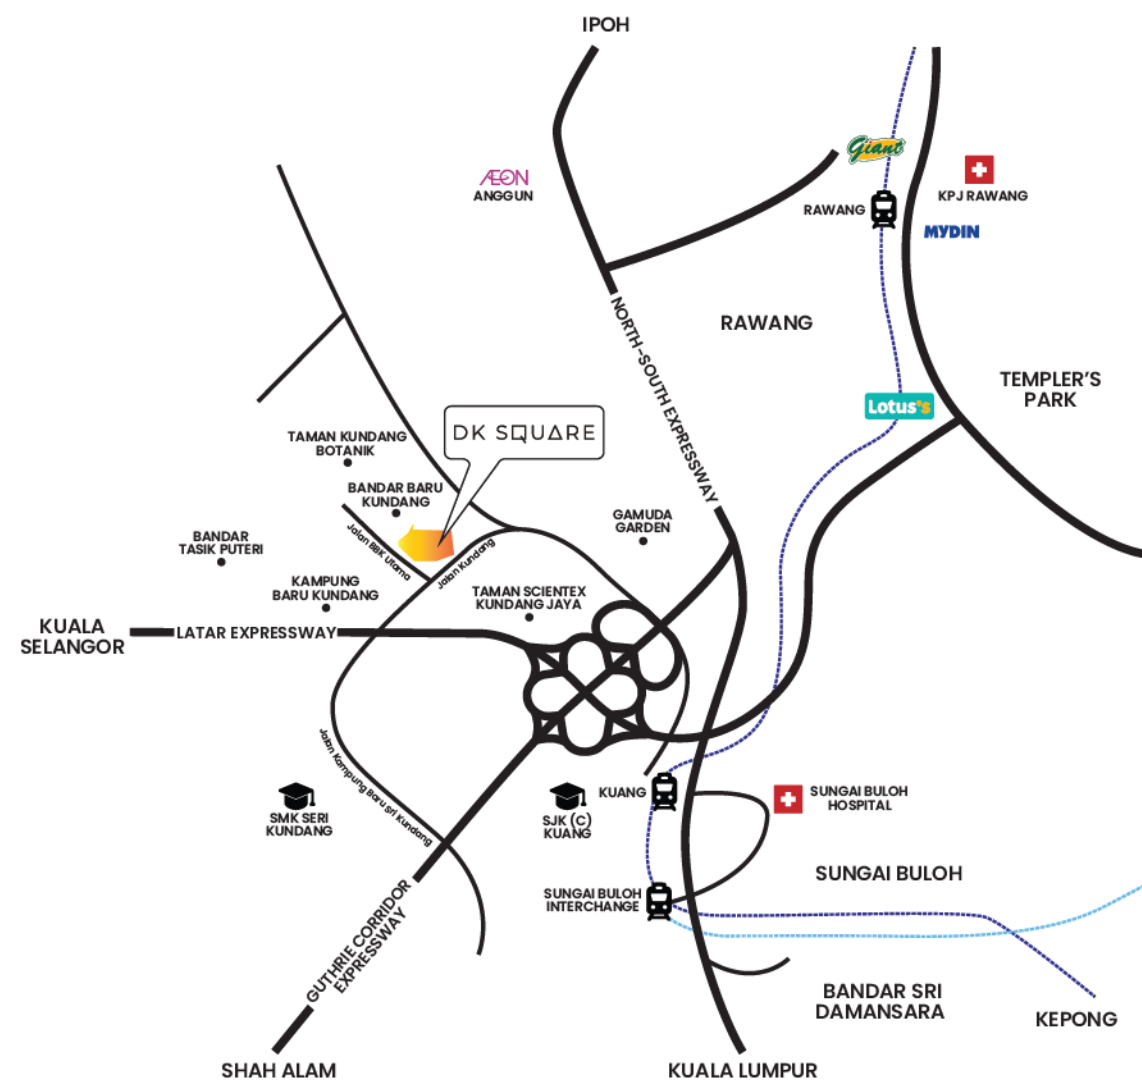 IPOH
Giant
ÆON
ANGGUN
RAWANG
KPJ RAWANG
MYDIN
NORTH-SOUTH EXPRESSWAY
RAWANG
TEMPLER'S
PARK
Lotus's
DK SQUARE
TAMAN KUNDANG
BOTANIK
BANDAR BARU
KUNDANG
GAMUDA
GARDEN
BANDAR
TASIK PUTERI
Jalan BBK Utama
Jalan Kundang
KAMPUNG
BARU KUNDANG
TAMAN SCIENTEX
KUNDANG JAYA
KUALA
SELANGOR
LATAR EXPRESSWAY
Jalan Kampung Baru sri Kundang
SMK SERI
KUNDANG
SJK (C)
KUANG
KUANG
SUNGAI BULOH
HOSPITAL
SUNGAI BULOH
SUNGAI BULOH
INTERCHANGE
GUTHRIE CORRIDOR
EXPRESSWAY
BANDAR SRI
DAMANSARA
KEPONG
SHAH ALAM
KUALA LUMPUR